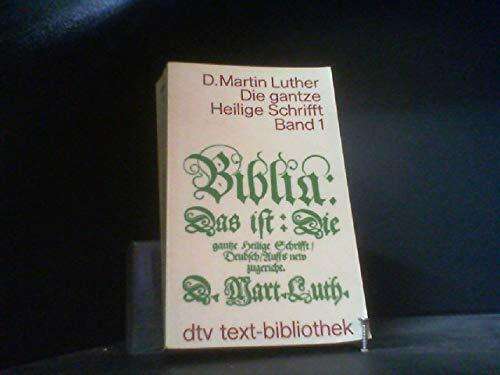 D. Martin Luther
Die gantze
Heilige Schrifft
Band 1
Biblia:
Das ist: Die
gantze Heilige Schrifft/
Deudsch/Auffs new
zugericht.
D. Mart. Luth.
dtv text-bibliothek